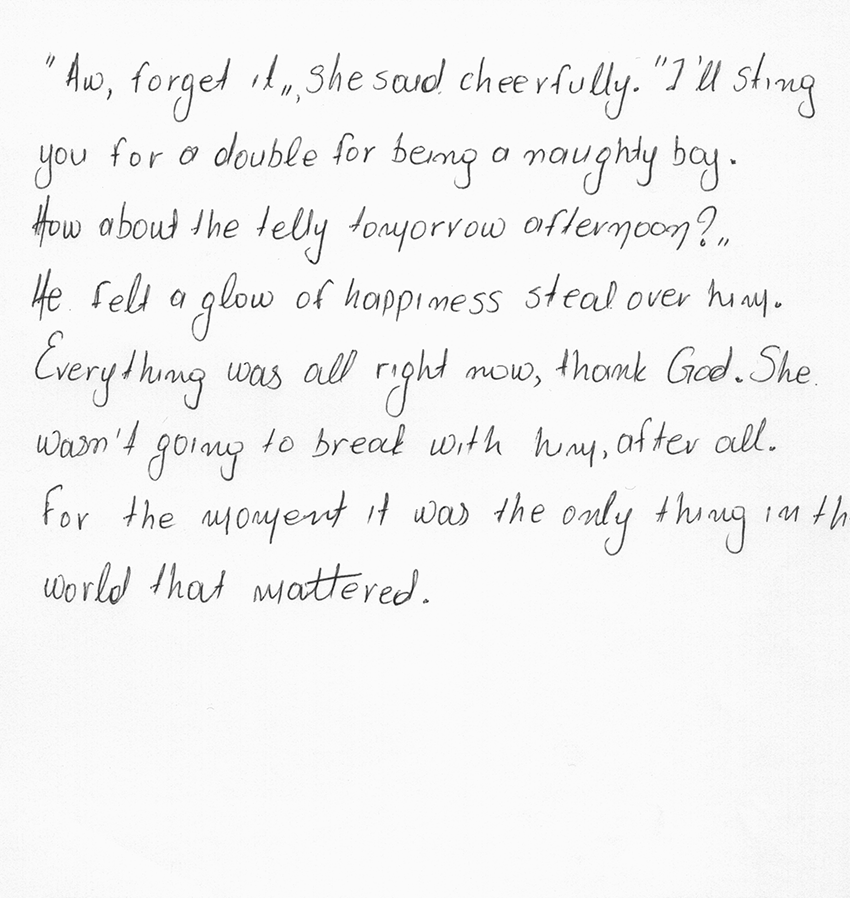 "Aw, forget it„, she said cheerfully. "I'll sting
you for a double for being a naughty boy.
How about the telly tomorrow afternoon?„
He felt a glow of happiness steal over him.
Everything was all right now, thank God. She
wasn't going to break with him, after all.
For the moment it was the only thing in th
world that mattered.